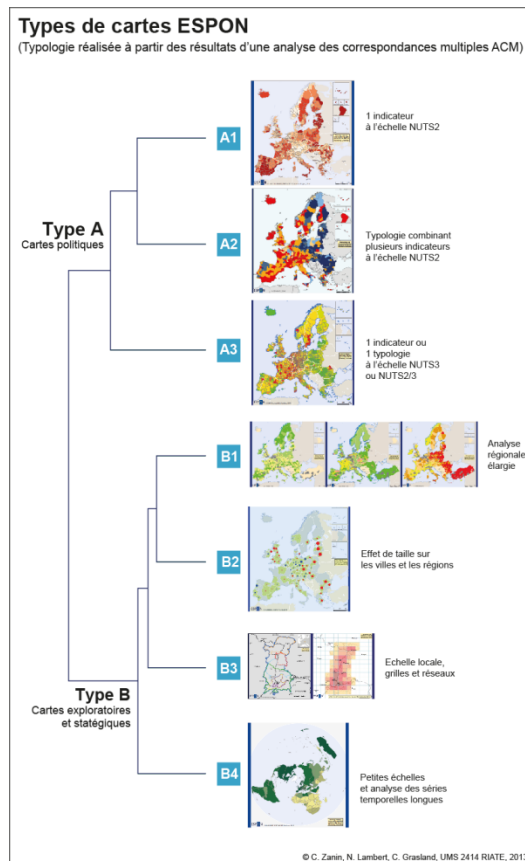 Types de cartes ESPON
(Typologie réalisée à partir des résultats d'une analyse des correspondances multiples ACM)
A1
1 indicateur
à l'échelle NUTS2
Type A
Cartes politiques
A2
Typologie combinant
plusieurs indicateurs
à l'échelle NUTS2
A3
1 indicateur ou
1 typologie
à l'échelle NUTS3
ou NUTS2/3
B1
Analyse
régionale
élargie
B2
Effet de taille sur
les villes et les régions
B3
Echelle locale,
grilles et réseaux
Type B
Cartes exploratoires
et statégiques
B4
Petites échelles
et analyse des séries
temporelles longues
© C. Zanin, N. Lambert, C. Grasland, UMS 2414 RIATE, 2012